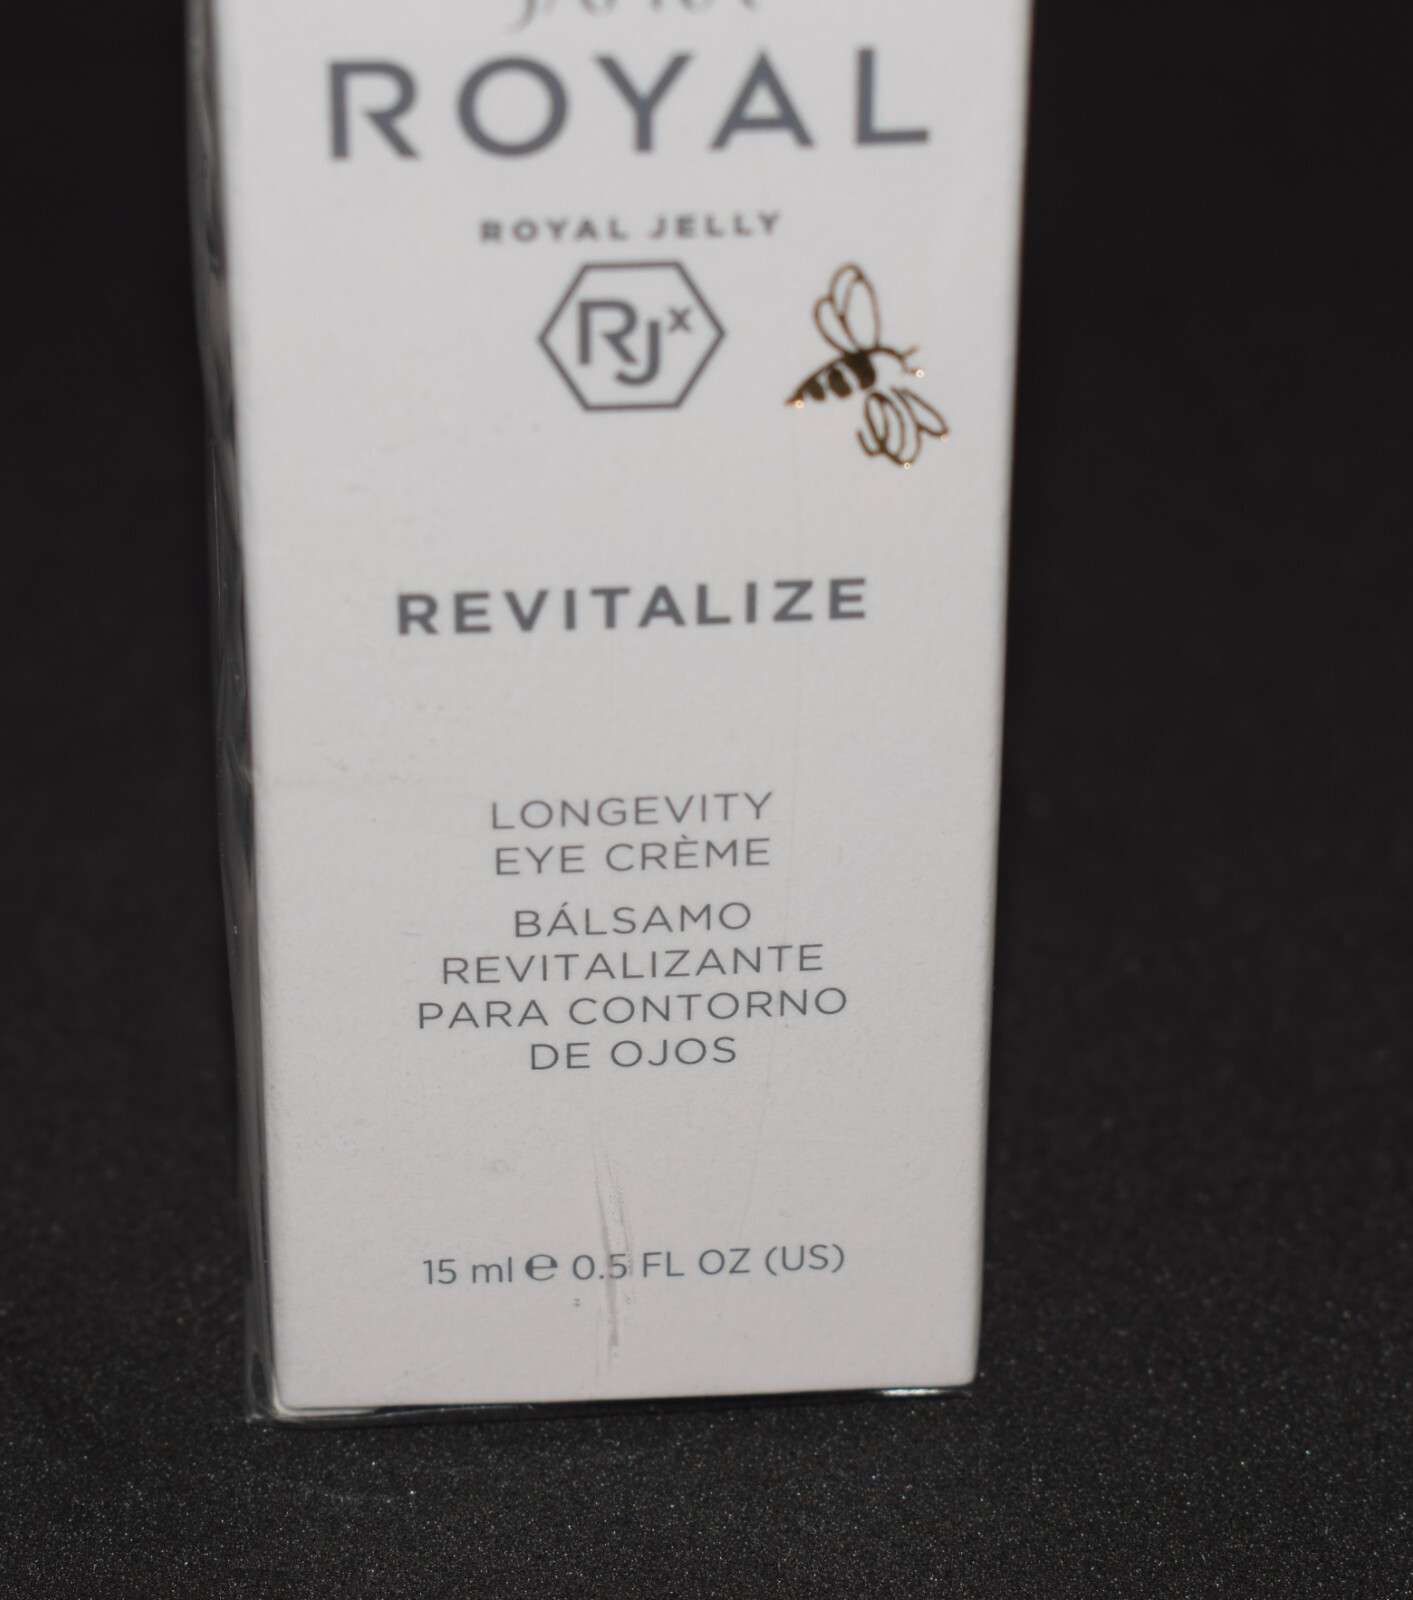 ROYAL
ROYAL JELLY
RJx
REVITALIZE
LONGEVITY
EYE CRÈME
BÁLSAMO
REVITALIZANTE
PARA CONTORNO
DE OJOS
15 ml ℮ 0.5 FL OZ (US)